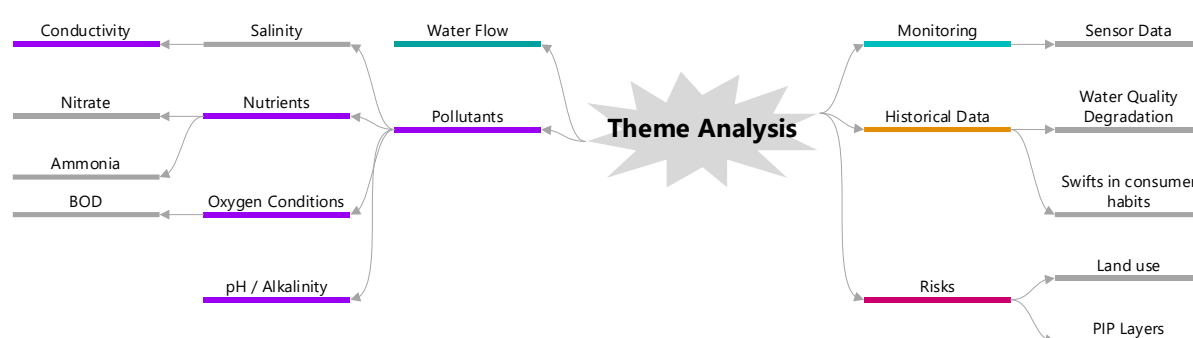 Conductivity
Salinity
Water Flow
Monitoring
Sensor Data
Nitrate
Nutrients
Pollutants
Theme Analysis
Historical Data
Water Quality
Degradation
Ammonia
BOD
Oxygen Conditions
Swifts in consumer
habits
pH / Alkalinity
Risks
Land use
PIP Layers